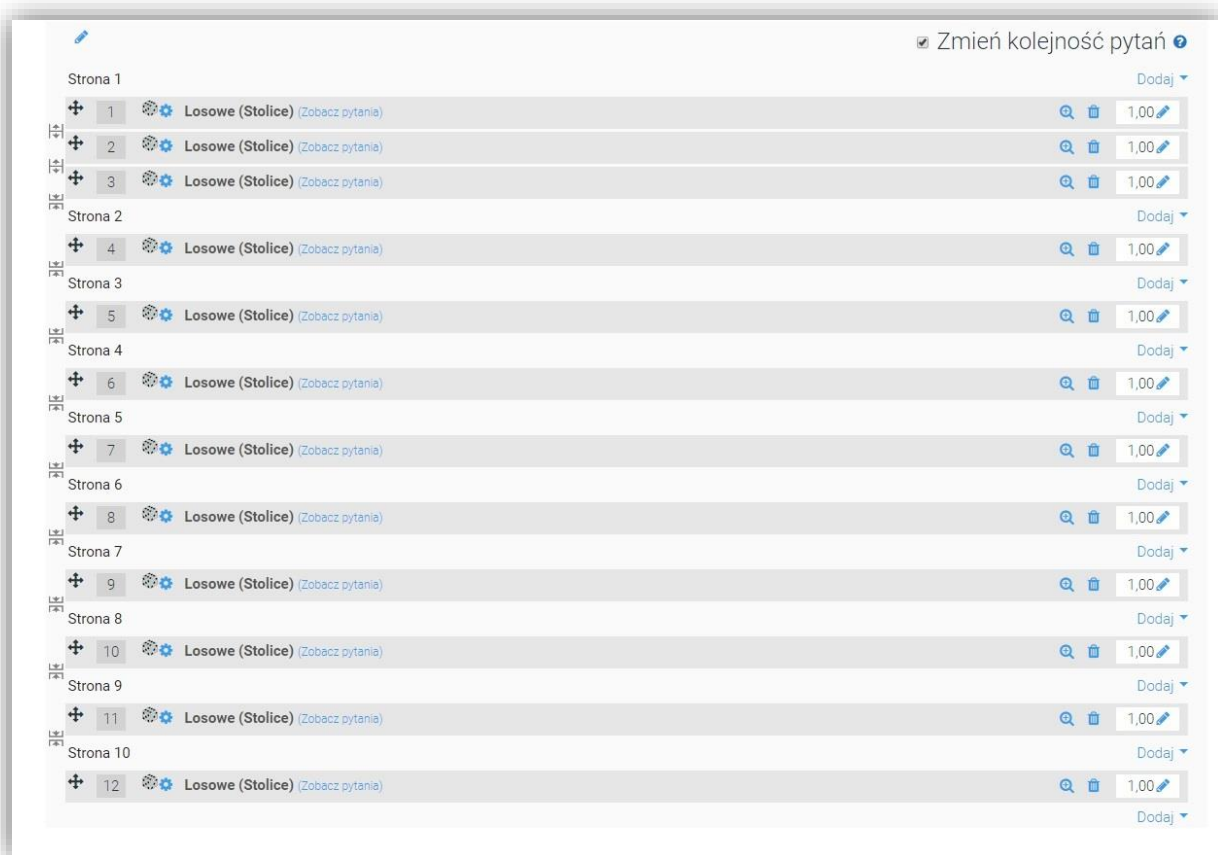 Zmień kolejność pytań
Strona 1 Dodaj
1 Losowe (Stolice) (Zobacz pytania) 1,00
2 Losowe (Stolice) (Zobacz pytania) 1,00
3 Losowe (Stolice) (Zobacz pytania) 1,00
Strona 2 Dodaj
4 Losowe (Stolice) (Zobacz pytania) 1,00
Strona 3 Dodaj
5 Losowe (Stolice) (Zobacz pytania) 1,00
Strona 4 Dodaj
6 Losowe (Stolice) (Zobacz pytania) 1,00
Strona 5 Dodaj
7 Losowe (Stolice) (Zobacz pytania) 1,00
Strona 6 Dodaj
8 Losowe (Stolice) (Zobacz pytania) 1,00
Strona 7 Dodaj
9 Losowe (Stolice) (Zobacz pytania) 1,00
Strona 8 Dodaj
10 Losowe (Stolice) (Zobacz pytania) 1,00
Strona 9 Dodaj
11 Losowe (Stolice) (Zobacz pytania) 1,00
Strona 10 Dodaj
12 Losowe (Stolice) (Zobacz pytania) 1,00
Dodaj